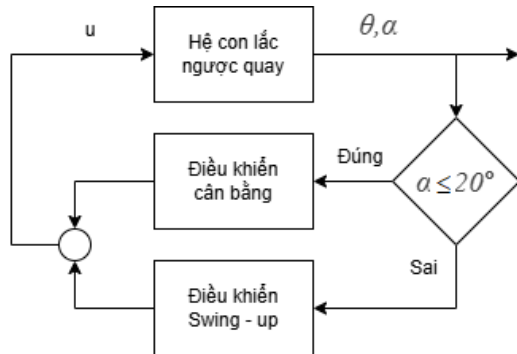 u
Hệ con lắc
ngược quay
θ,α
Điều khiển
cân bằng
Đúng
α ≤ 20°
Sai
Điều khiển
Swing - up